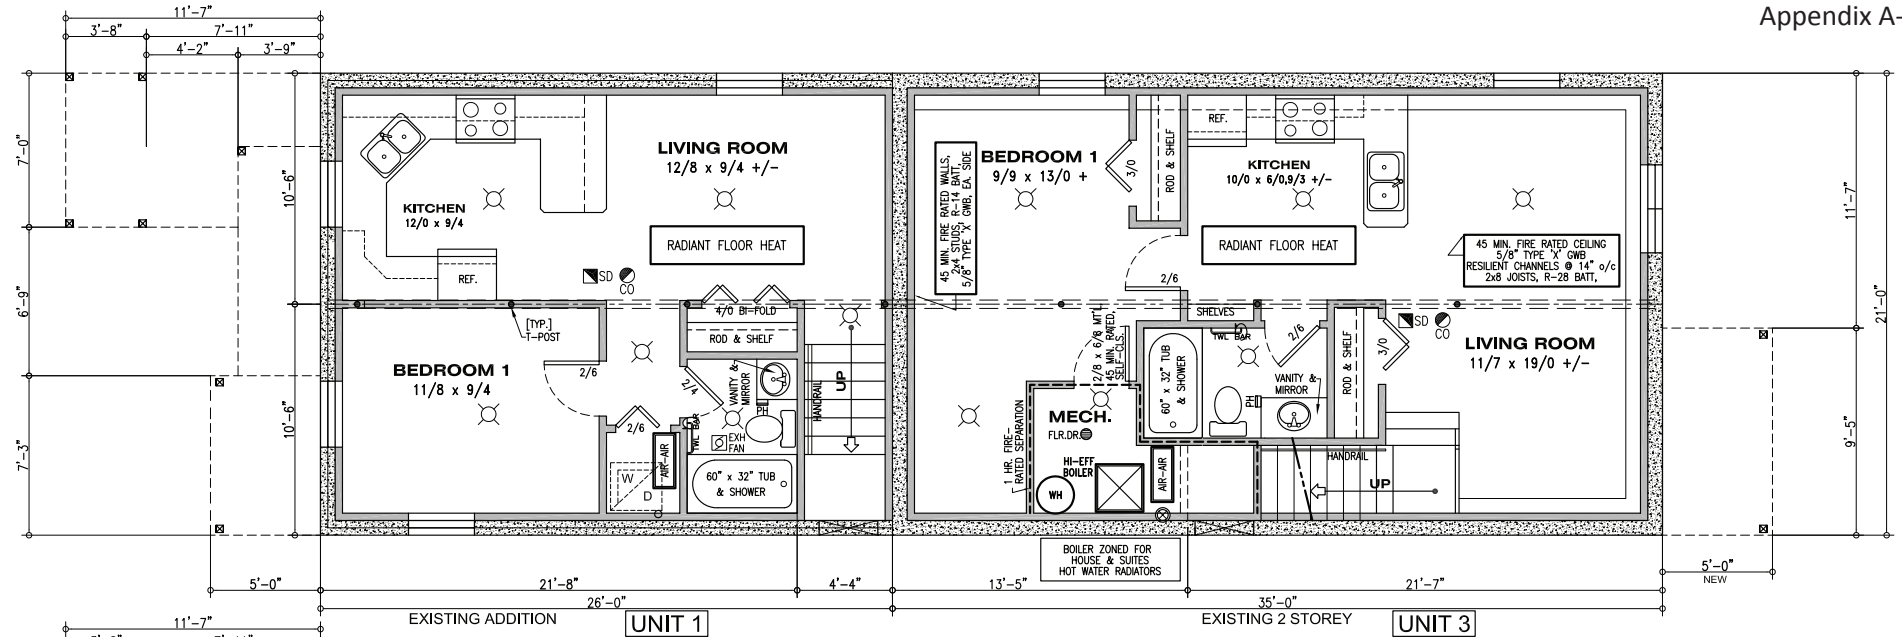 Appendix A-
11'-7"
3'-8"
7'-11"
4'-2"
3'-9"
7'-0"
6'-9"
7'-3"
10'-6"
10'-6"
LIVING ROOM
12/8 x 9/4 +/-
KITCHEN
12/0 x 9/4
RADIANT FLOOR HEAT
REF.
SD
CO
[TYP.]
T-POST
4/0 BI-FOLD
ROD & SHELF
BEDROOM 1
11/8 x 9/4
2/6
2/4
VANITY &
MIRROR
PH
HANDRAIL
UP
2/6
TWL BAR
EXH
FAN
AIR-AIR
W
D
60" x 32" TUB
& SHOWER
45 MIN. FIRE RATED WALLS,
2x4 STUDS, R-14 BATT,
5/8" TYPE 'X' GWB, EA. SIDE
BEDROOM 1
9/9 x 13/0 +
3/0
ROD & SHELF
REF.
KITCHEN
10/0 x 6/0,9/3 +/-
RADIANT FLOOR HEAT
45 MIN. FIRE RATED CEILING
5/8" TYPE 'X' GWB
RESILIENT CHANNELS @ 14" o/c
2x8 JOISTS, R-28 BATT,
2/6
SHELVES
2/8 x 6/8 MT'L
45 MIN. RATED,
SELF-CLS.
TWL BAR
2/6
60" x 32" TUB
& SHOWER
VANITY &
MIRROR
PH
ROD & SHELF
3/0
SD
CO
LIVING ROOM
11/7 x 19/0 +/-
MECH.
FLR.DR.
1 HR. FIRE-
RATED SEPARATION
HI-EFF
BOILER
WH
AIR-AIR
HANDRAIL
UP
11'-7"
9'-5"
21'-0"
BOILER ZONED FOR
HOUSE & SUITES
HOT WATER RADIATORS
5'-0"
21'-8"
4'-4"
13'-5"
21'-7"
5'-0"
NEW
26'-0"
35'-0"
EXISTING ADDITION
UNIT 1
EXISTING 2 STOREY
UNIT 3
11'-7"